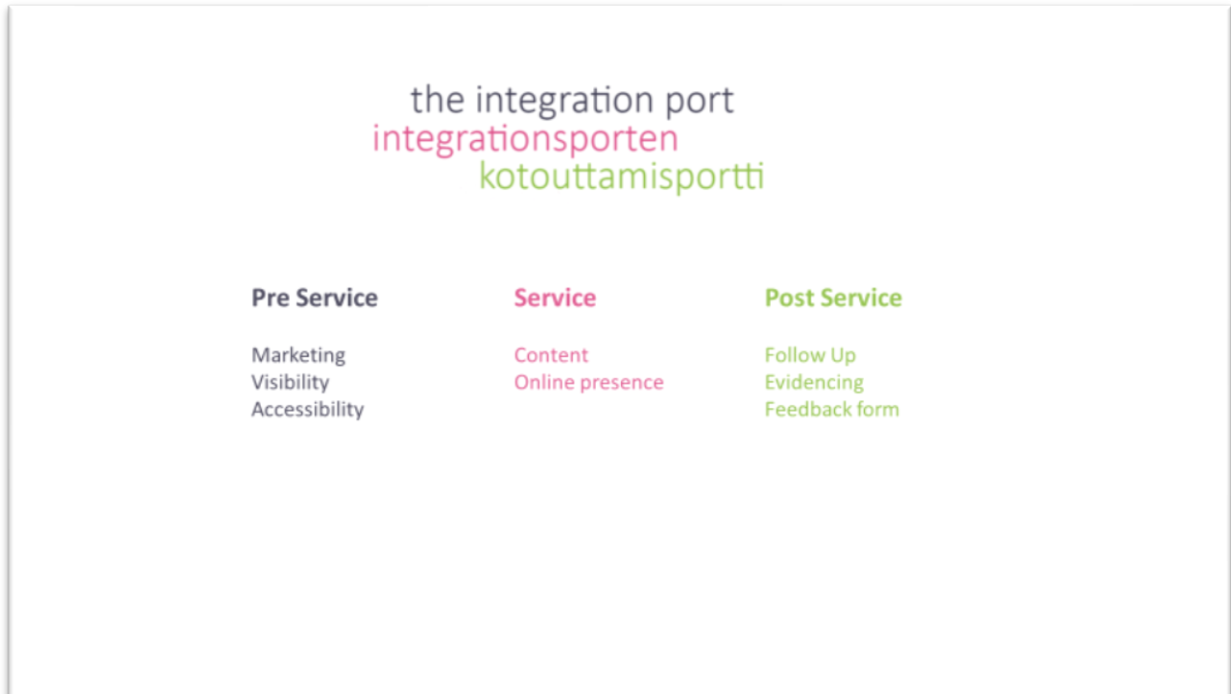 the integration port
integrationsporten
kotouttamisportti
Pre Service
Marketing
Visibility
Accessibility
Service
Content
Online presence
Post Service
Follow Up
Evidencing
Feedback form